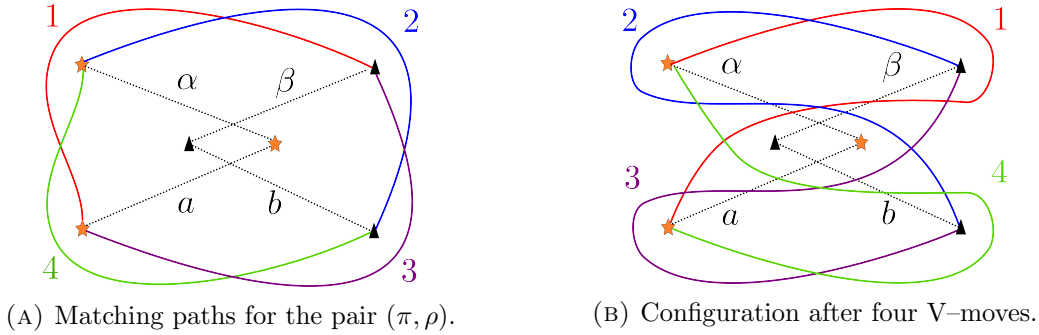 1
2
α
β
a
b
4
3
(A) Matching paths for the pair (π, ρ).
2
1
α
β
3
4
a
b
(B) Configuration after four V–moves.